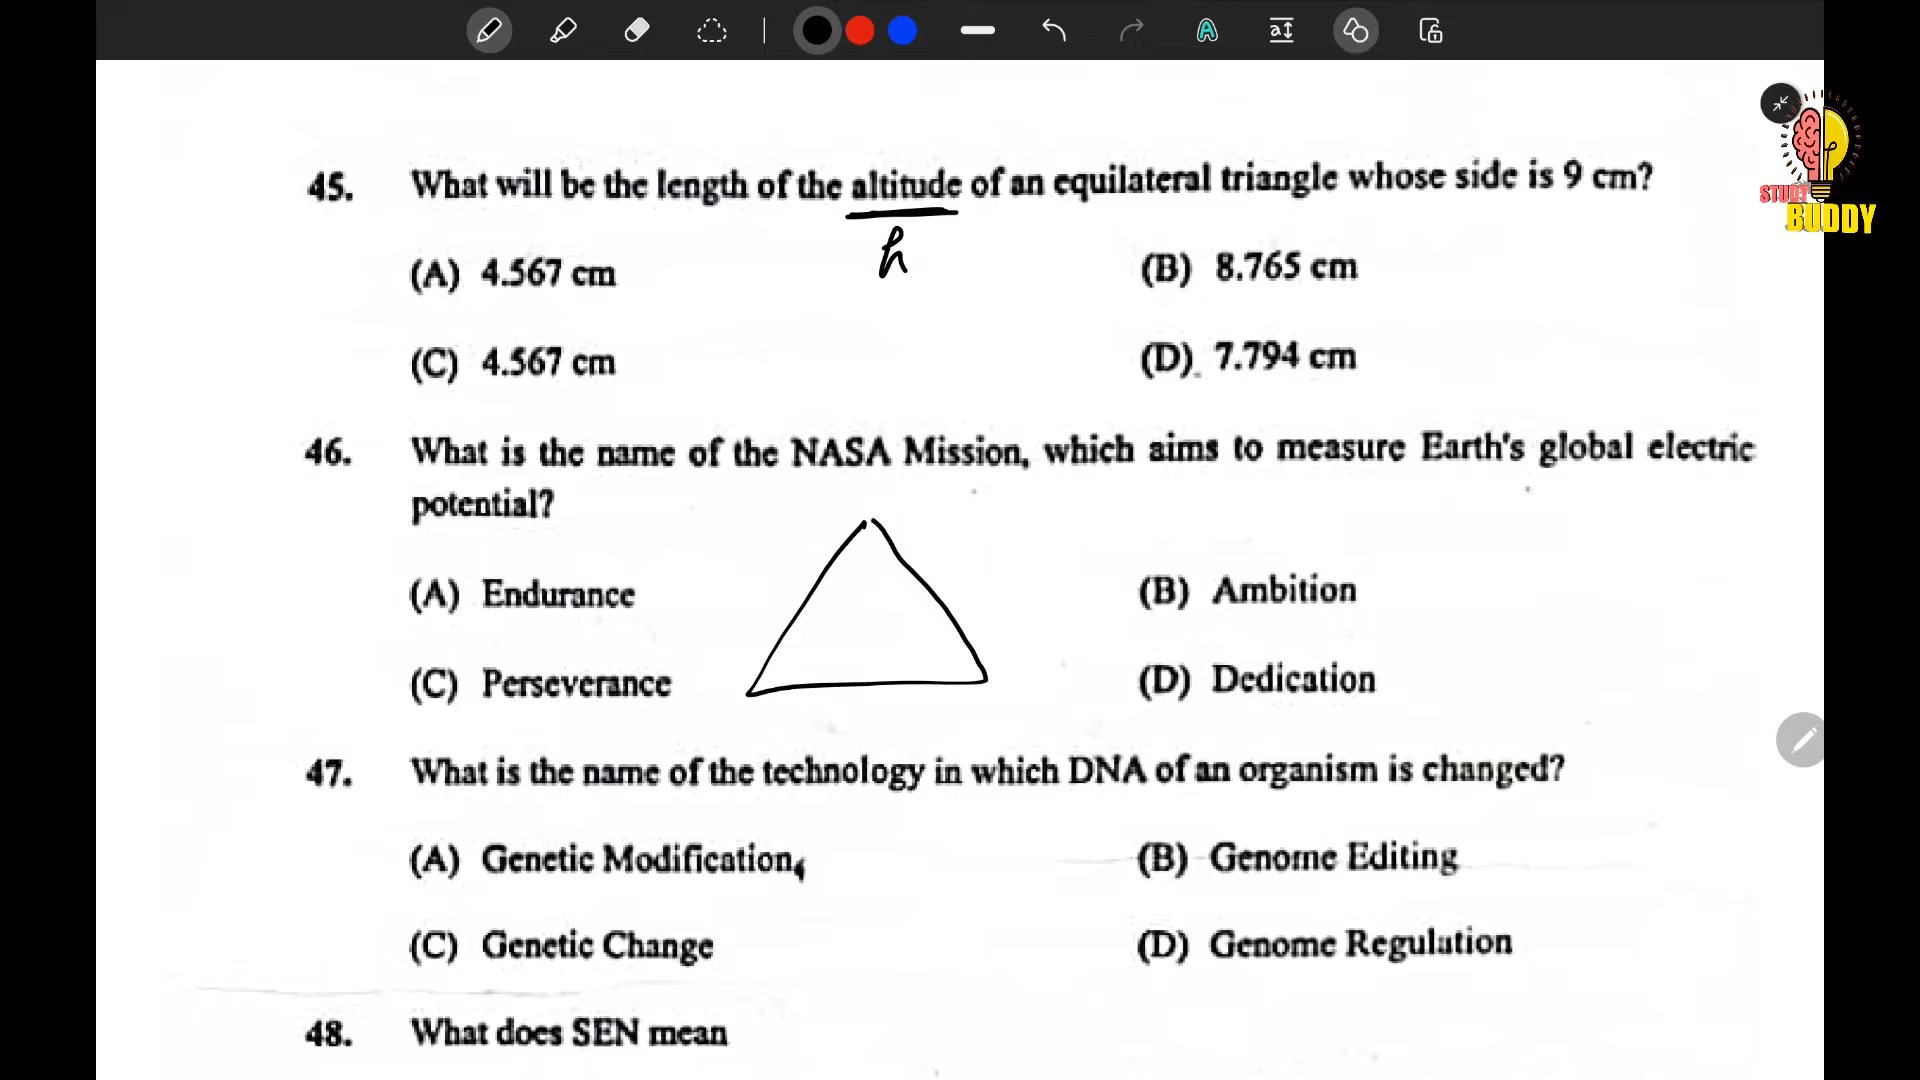 45. What will be the length of the altitude of an equilateral triangle whose side is 9 cm?
h
(A) 4.567 cm (B) 8.765 cm
(C) 4.567 cm (D) 7.794 cm
46. What is the name of the NASA Mission, which aims to measure Earth's global electric
potential?
(A) Endurance (B) Ambition
(C) Perseverance (D) Dedication
47. What is the name of the technology in which DNA of an organism is changed?
(A) Genetic Modification (B) Genome Editing
(C) Genetic Change (D) Genome Regulation
48. What does SEN mean
STUDY
BUDDY
A
a